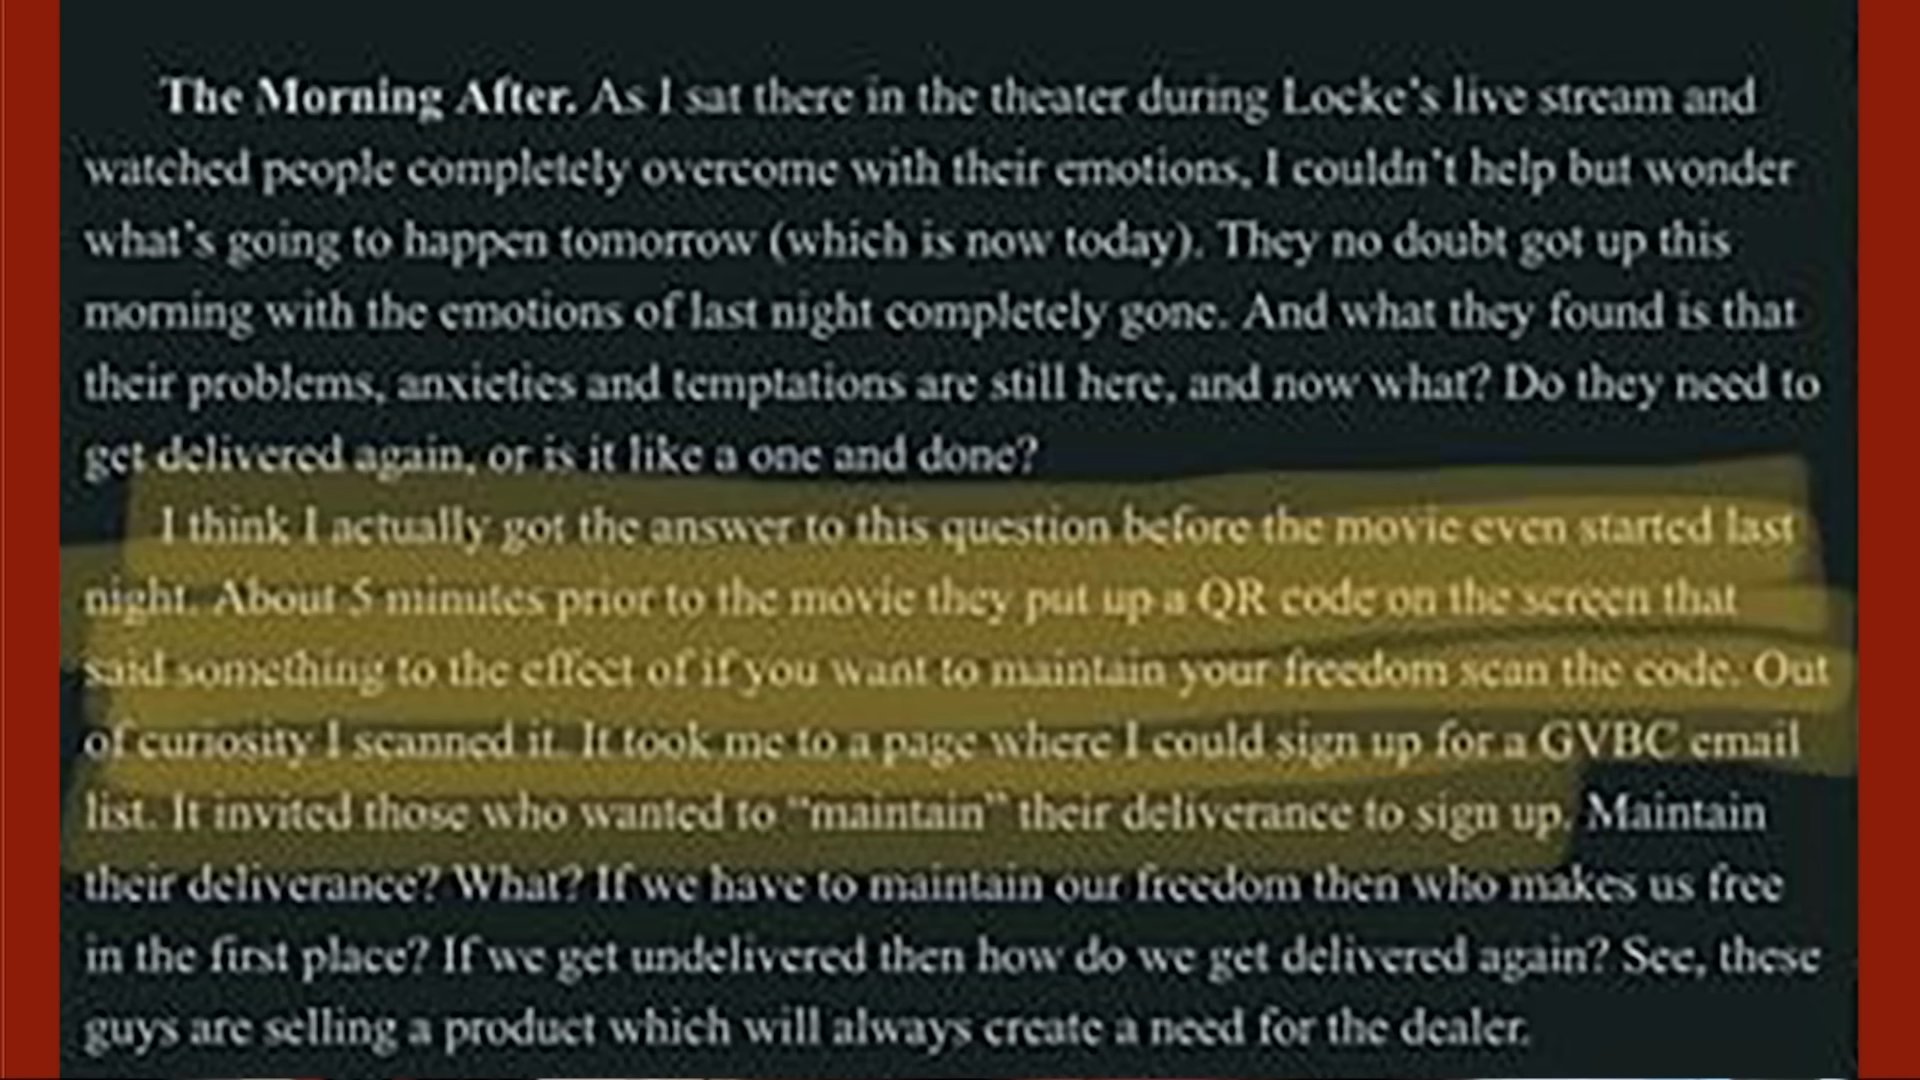 The Morning After. As I sat there in the theater during Locke's live stream and
watched people completely overcome with their emotions, I couldn't help but wonder
what's going to happen tomorrow (which is now today). They no doubt got up this
morning with the emotions of last night completely gone. And what they found is that
their problems, anxieties and temptations are still here, and now what? Do they need to
get delivered again, or is it like a one and done?
I think I actually got the answer to this question before the movie even started last
night. About 5 minutes prior to the movie they put up a QR code on the screen that
said something to the effect of if you want to maintain your freedom scan the code. Out
of curiosity I scanned it. It took me to a page where I could sign up for a GVBC email
list. It invited those who wanted to "maintain" their deliverance to sign up. Maintain
their deliverance? What? If we have to maintain our freedom then who makes us free
in the first place? If we get undelivered then how do we get delivered again? See, these
guys are selling a product which will always create a need for the dealer.